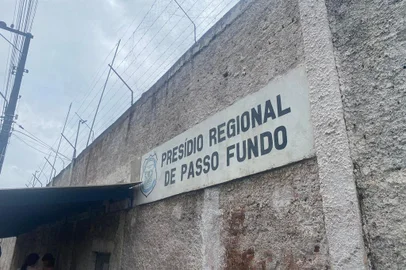 PRESÍDIO REGIONAL
DE PASSO FUNDO